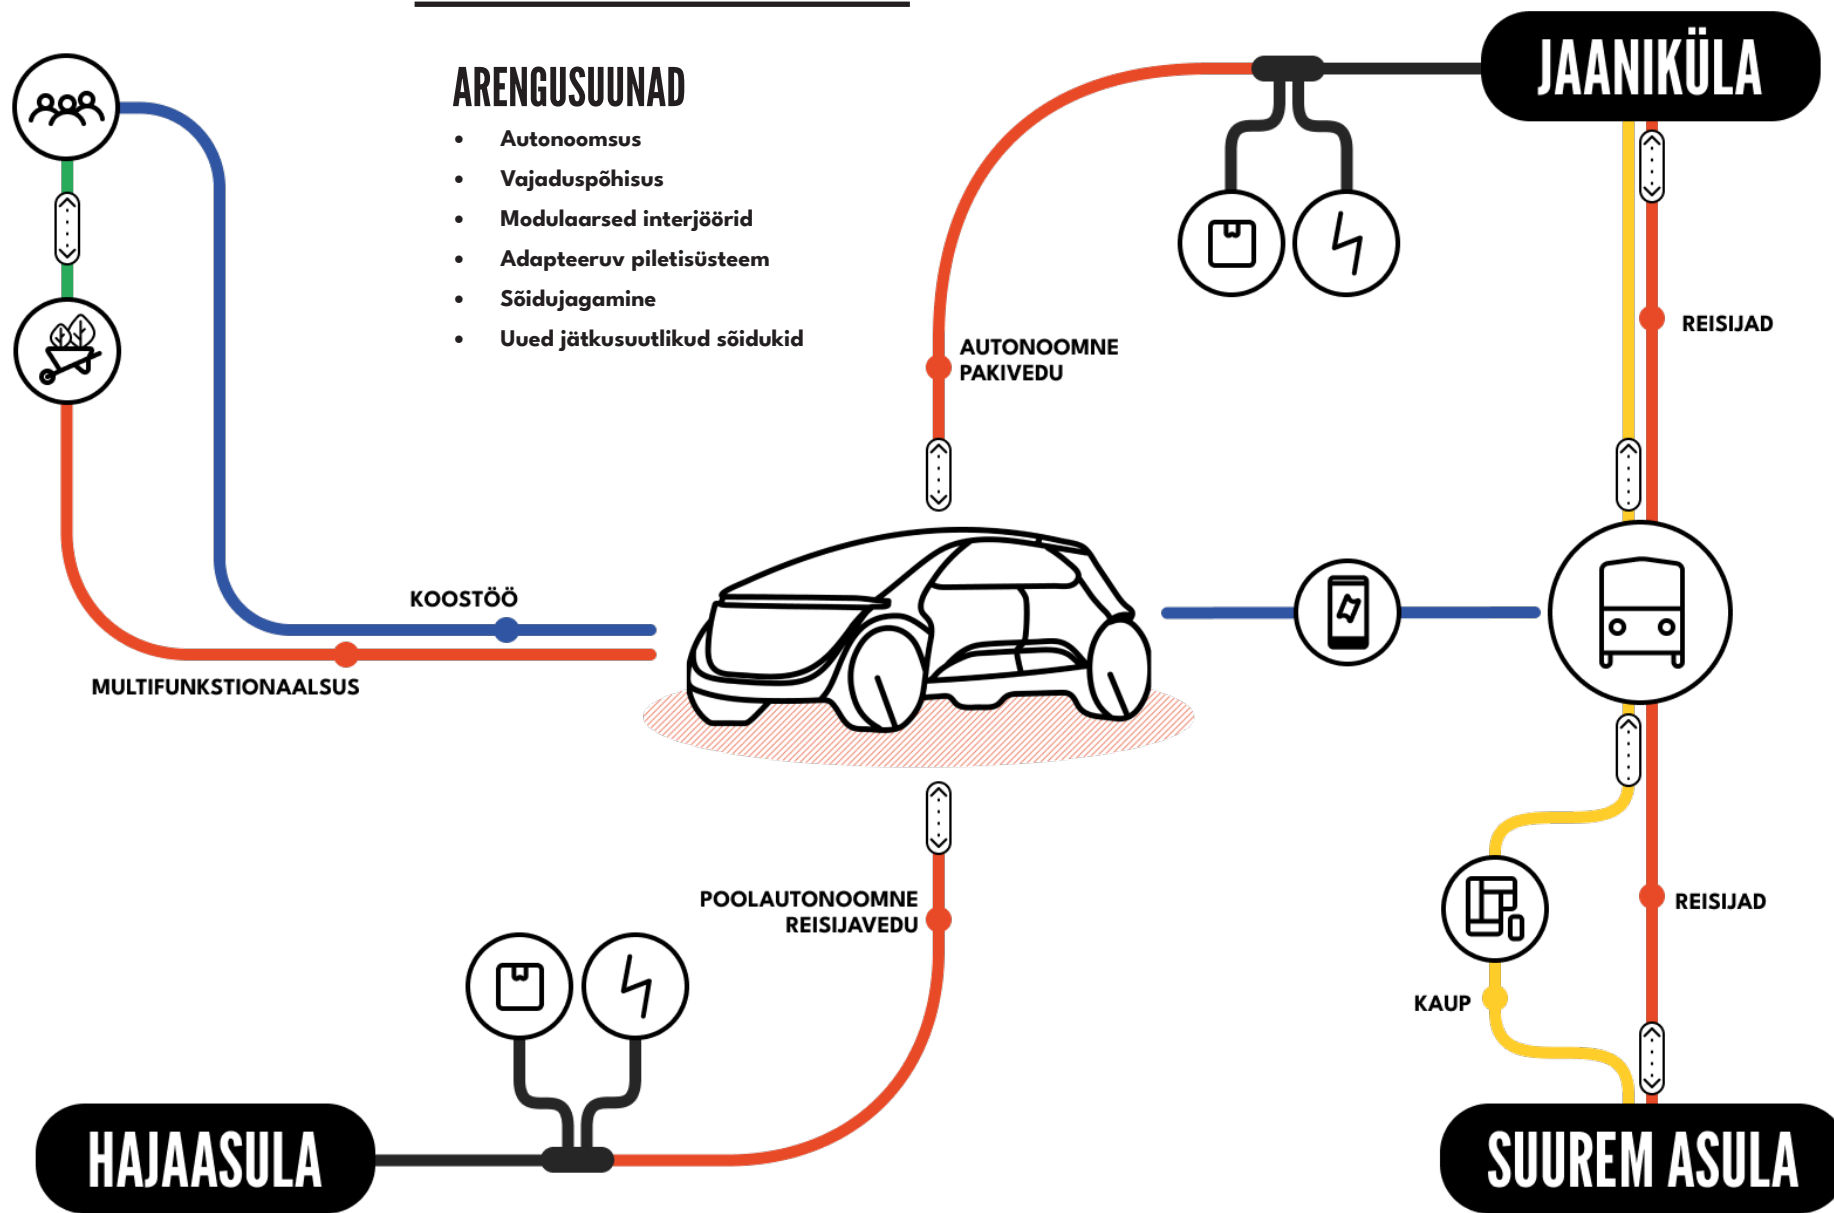 JAANIKÜLA
ARENGUSUUNAD
• Autonoomsus
• Vajaduspõhisus
• Modulaarsed interjöörid
• Adapteeruv piletisüsteem
• Sõidujagamine
• Uued jätkusuutlikud sõidukid
REISIJAD
AUTONOOMNE
PAKIVEDU
KOOSTÖÖ
MULTIFUNKSTIONAALSUS
POOLAUTONOOMNE
REISIJAVEDU
REISIJAD
KAUP
HAJAASULA
SUUREM ASULA